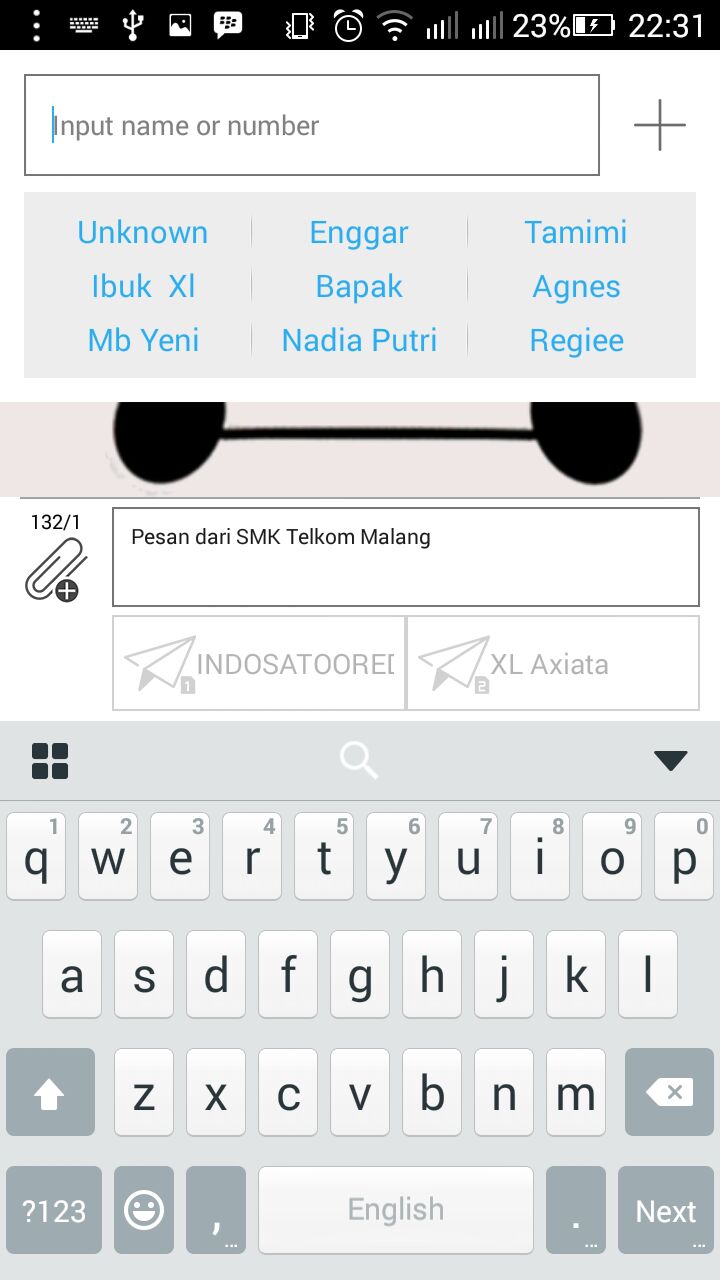 23% 22:31
Input name or number
Unknown Enggar Tamimi
Ibuk Xl Bapak Agnes
Mb Yeni Nadia Putri Regiee
132/1
Pesan dari SMK Telkom Malang
INDOSATOORED XL Axiata
1 2
1 2 3 4 5 6 7 8 9 0
q w e r t y u i o p
a s d f g h j k l
z x c v b n m
?123 , ... English . ... Next ...